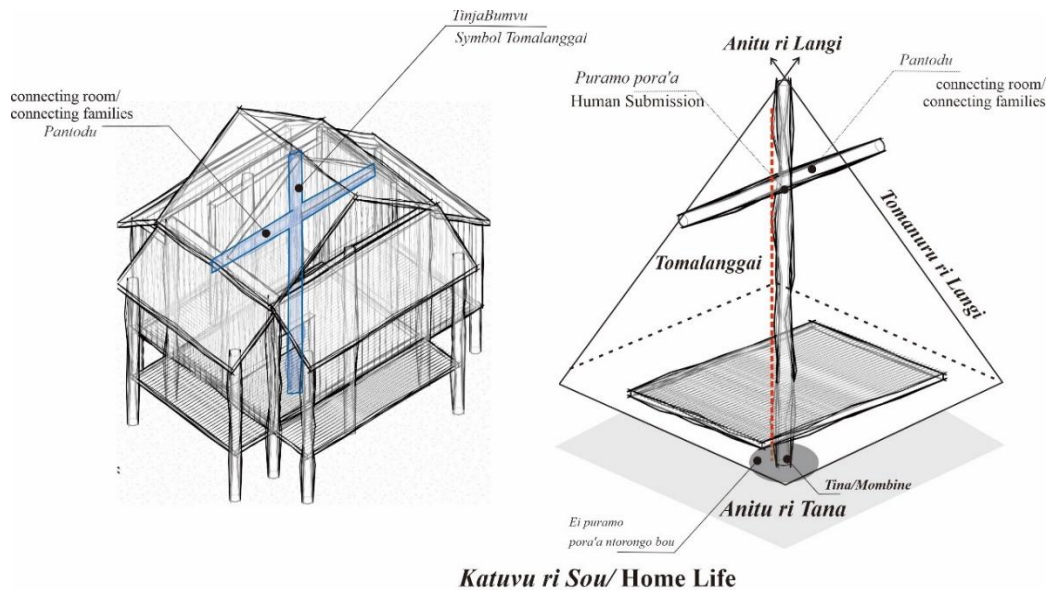 TinjaBumvu
Symbol Tomalanggai
connecting room/
connecting families
Pantodu
Anitu ri Langi
Puramo pora'a
Human Submission
Pantodu
connecting room/
connecting families
Tomalanggai
Tomanuru ri Langi
Tina/Mombine
Anitu ri Tana
Ei puramo
pora'a ntorongo bou
Katuvu ri Sou/ Home Life